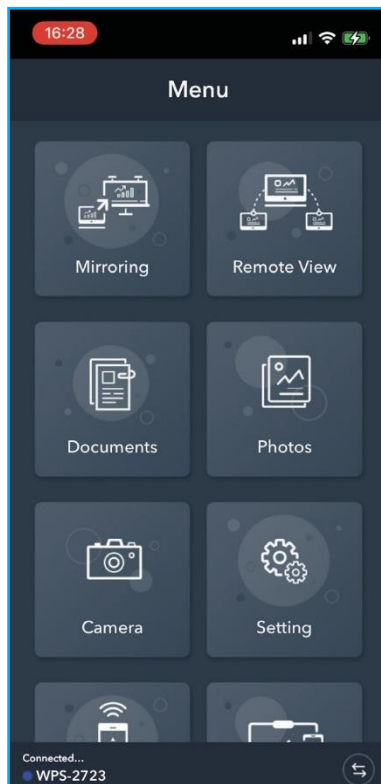 16:28
Menu
Mirroring
Remote View
Documents
Photos
Camera
Setting
Connected...
WPS-2723